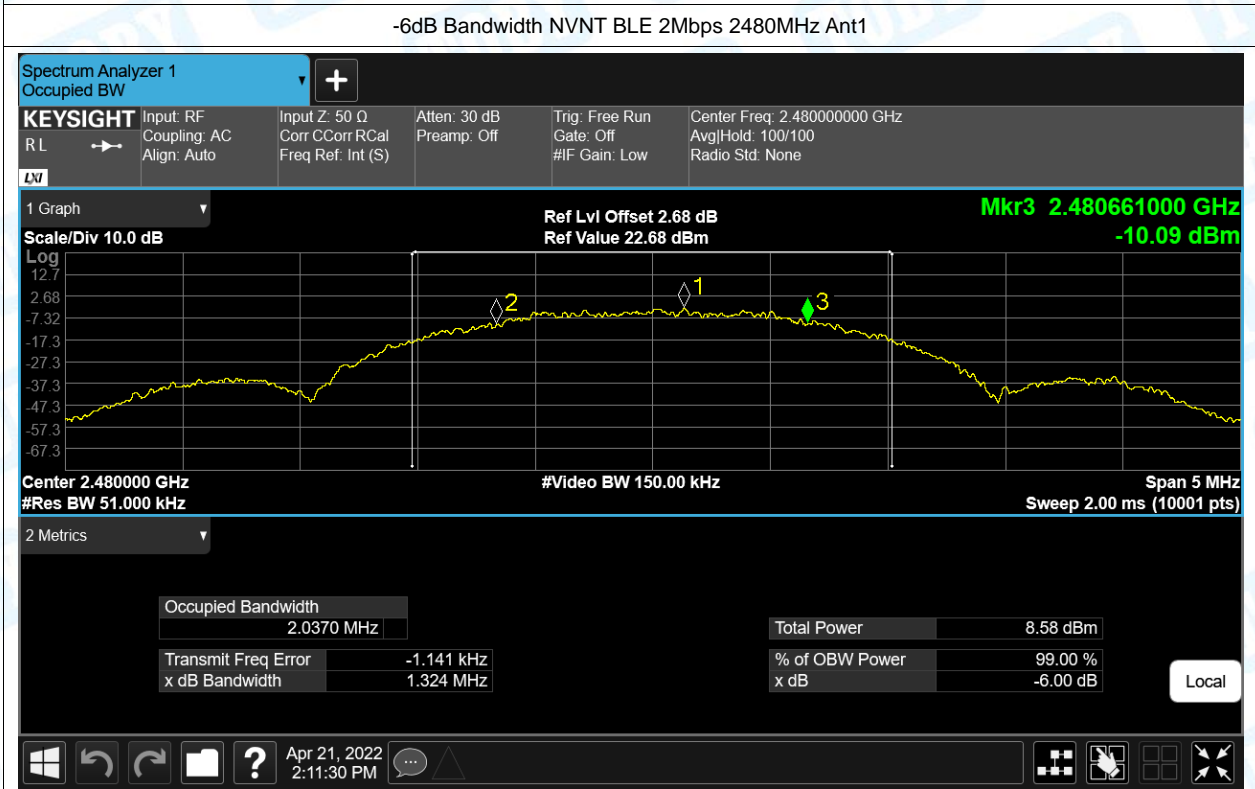 -6dB Bandwidth NVNT BLE 2Mbps 2480MHz Ant1
Spectrum Analyzer 1
Occupied BW
KEYSIGHT
RL
LXI
Input: RF
Coupling: AC
Align: Auto
Input Z: 50 Ω
Corr CCorr RCal
Freq Ref: Int (S)
Atten: 30 dB
Preamp: Off
Trig: Free Run
Gate: Off
#IF Gain: Low
Center Freq: 2.480000000 GHz
Avg|Hold: 100/100
Radio Std: None
1 Graph
Scale/Div 10.0 dB
Ref Lvl Offset 2.68 dB
Ref Value 22.68 dBm
Mkr3 2.480661000 GHz
-10.09 dBm
Log
12.7
2.68
-7.32
-17.3
-27.3
-37.3
-47.3
-57.3
-67.3
2
1
3
Center 2.480000 GHz
#Res BW 51.000 kHz
#Video BW 150.00 kHz
Span 5 MHz
Sweep 2.00 ms (10001 pts)
2 Metrics
Occupied Bandwidth
2.0370 MHz
Transmit Freq Error -1.141 kHz
x dB Bandwidth 1.324 MHz
Total Power 8.58 dBm
% of OBW Power 99.00 %
x dB -6.00 dB
Local
?
Apr 21, 2022
2:11:30 PM